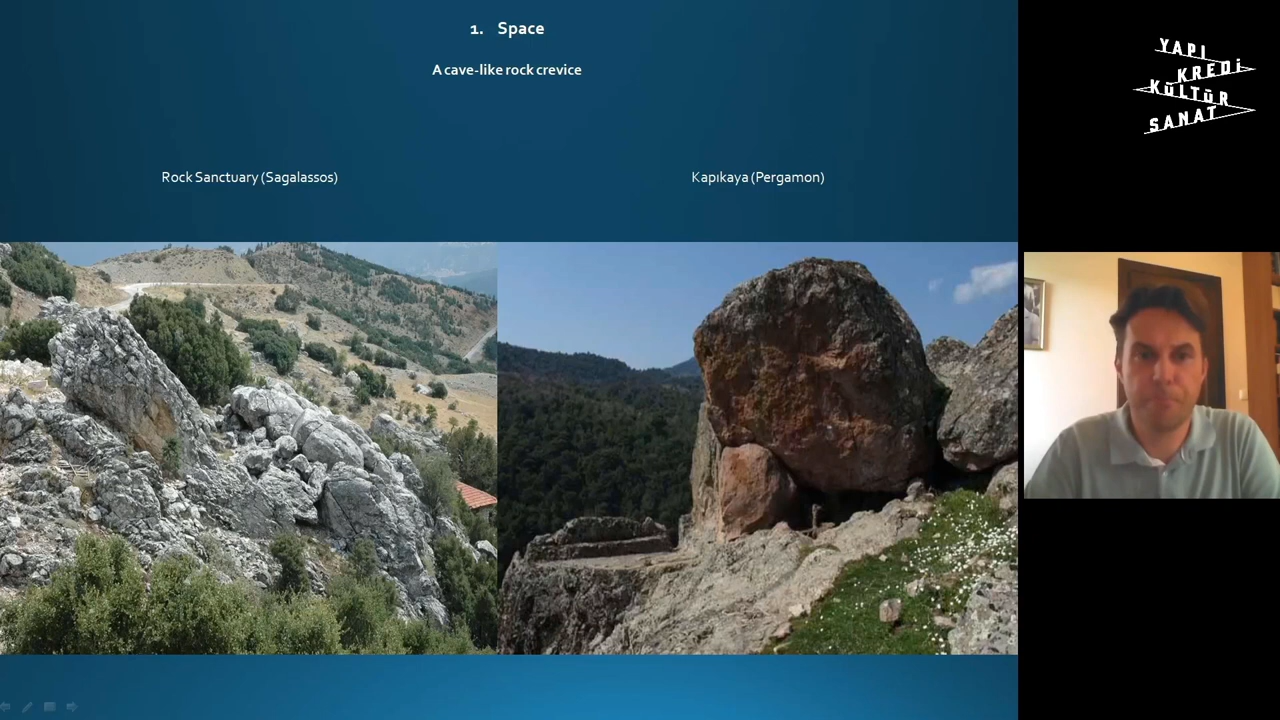 1. Space
A cave-like rock crevice
Rock Sanctuary (Sagalassos)
Kapıkaya (Pergamon)
YAPI
KREDİ
KÜLTÜR
SANAT